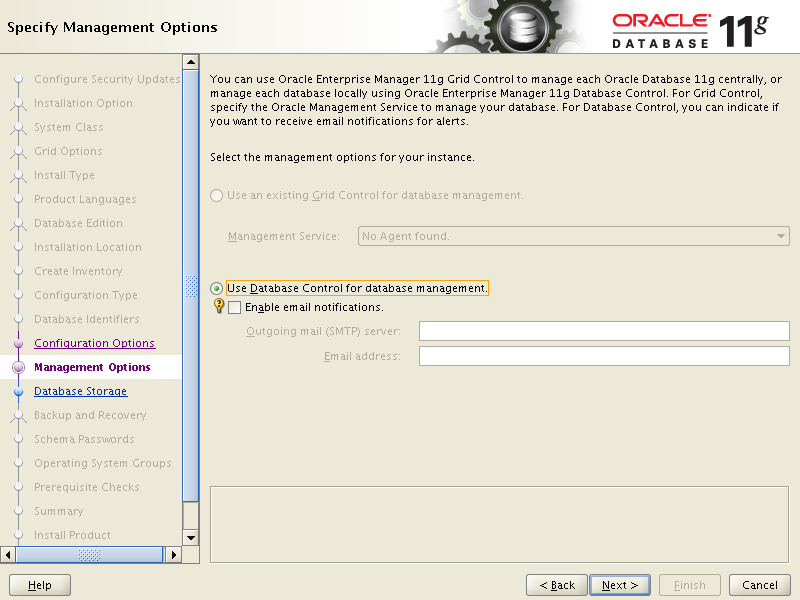 Specify Management Options
ORACLE
DATABASE 11g
Configure Security Updates
Installation Option
System Class
Grid Options
Install Type
Product Languages
Database Edition
Installation Location
Create Inventory
Configuration Type
Database Identifiers
Configuration Options
Management Options
Database Storage
Backup and Recovery
Schema Passwords
Operating System Groups
Prerequisite Checks
Summary
Install Product
You can use Oracle Enterprise Manager 11g Grid Control to manage each Oracle Database 11g centrally, or
manage each database locally using Oracle Enterprise Manager 11g Database Control. For Grid Control,
specify the Oracle Management Service to manage your database. For Database Control, you can indicate if
you want to receive email notifications for alerts.
Select the management options for your instance.
Use an existing Grid Control for database management.
Management Service: No Agent found.
Use Database Control for database management.
Enable email notifications.
Outgoing mail (SMTP) server:
Email address:
Help
< Back
Next >
Finish
Cancel